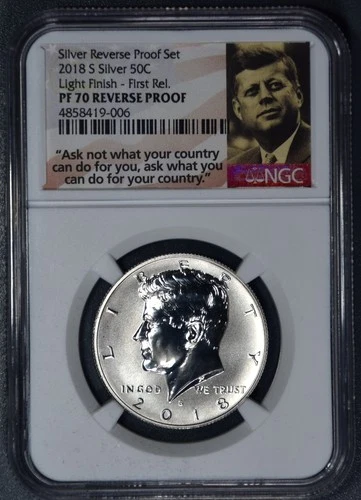 Silver Reverse Proof Set
2018 S Silver 50C
Light Finish - First Rel.
PF 70 REVERSE PROOF
4858419-006
"Ask not what your country
can do for you, ask what you
can do for your country."
NGC
LIBERTY
IN GOD WE TRUST
S
2018